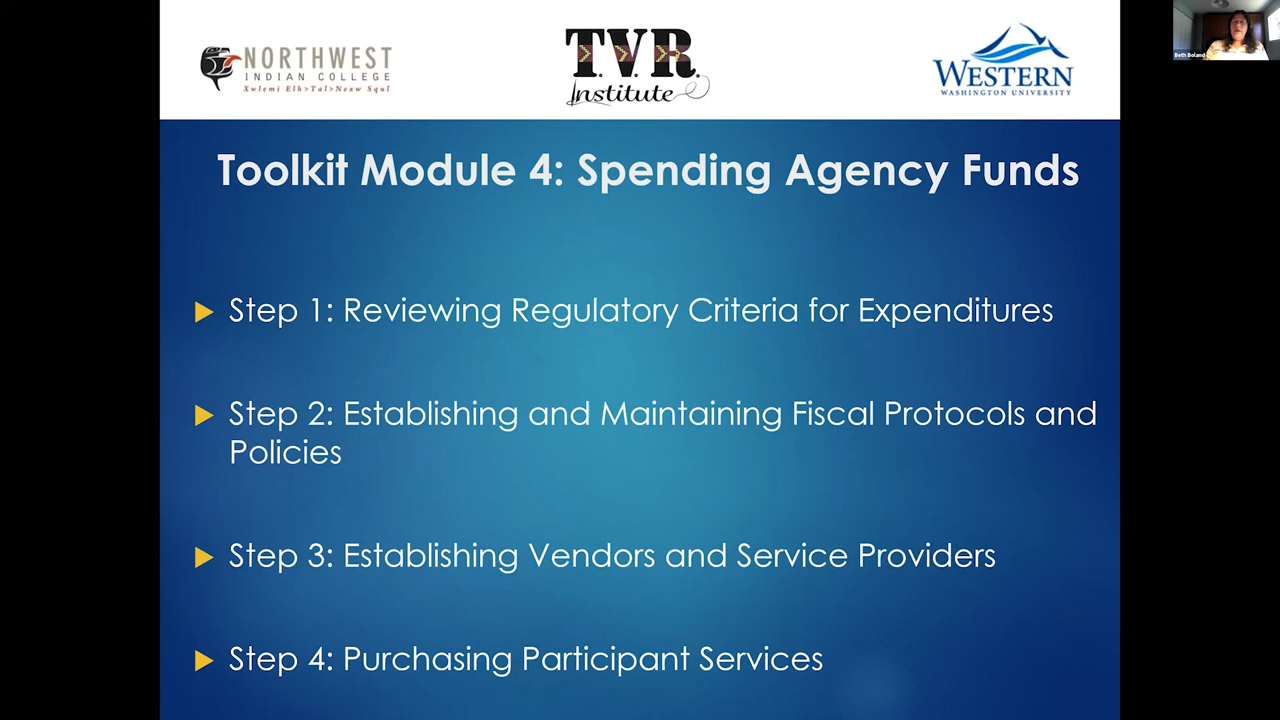 NORTHWEST
INDIAN COLLEGE
Xwlemi Elh>Tal>Nexw Squl
T.V.R.
Institute
WESTERN
WASHINGTON UNIVERSITY
Beth Boland
Toolkit Module 4: Spending Agency Funds
Step 1: Reviewing Regulatory Criteria for Expenditures
Step 2: Establishing and Maintaining Fiscal Protocols and
Policies
Step 3: Establishing Vendors and Service Providers
Step 4: Purchasing Participant Services